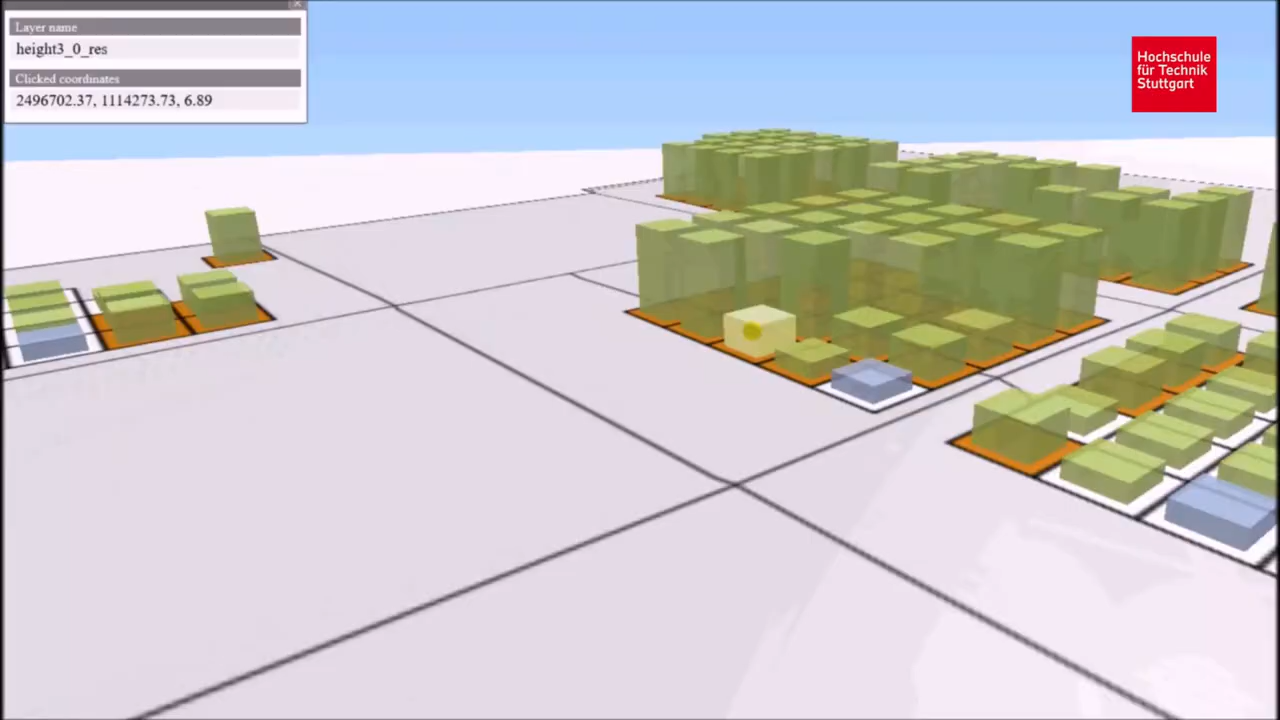 Layer name
height3_0_res
Clicked coordinates
2496702.37, 1114273.73, 6.89
Hochschule
für Technik
Stuttgart